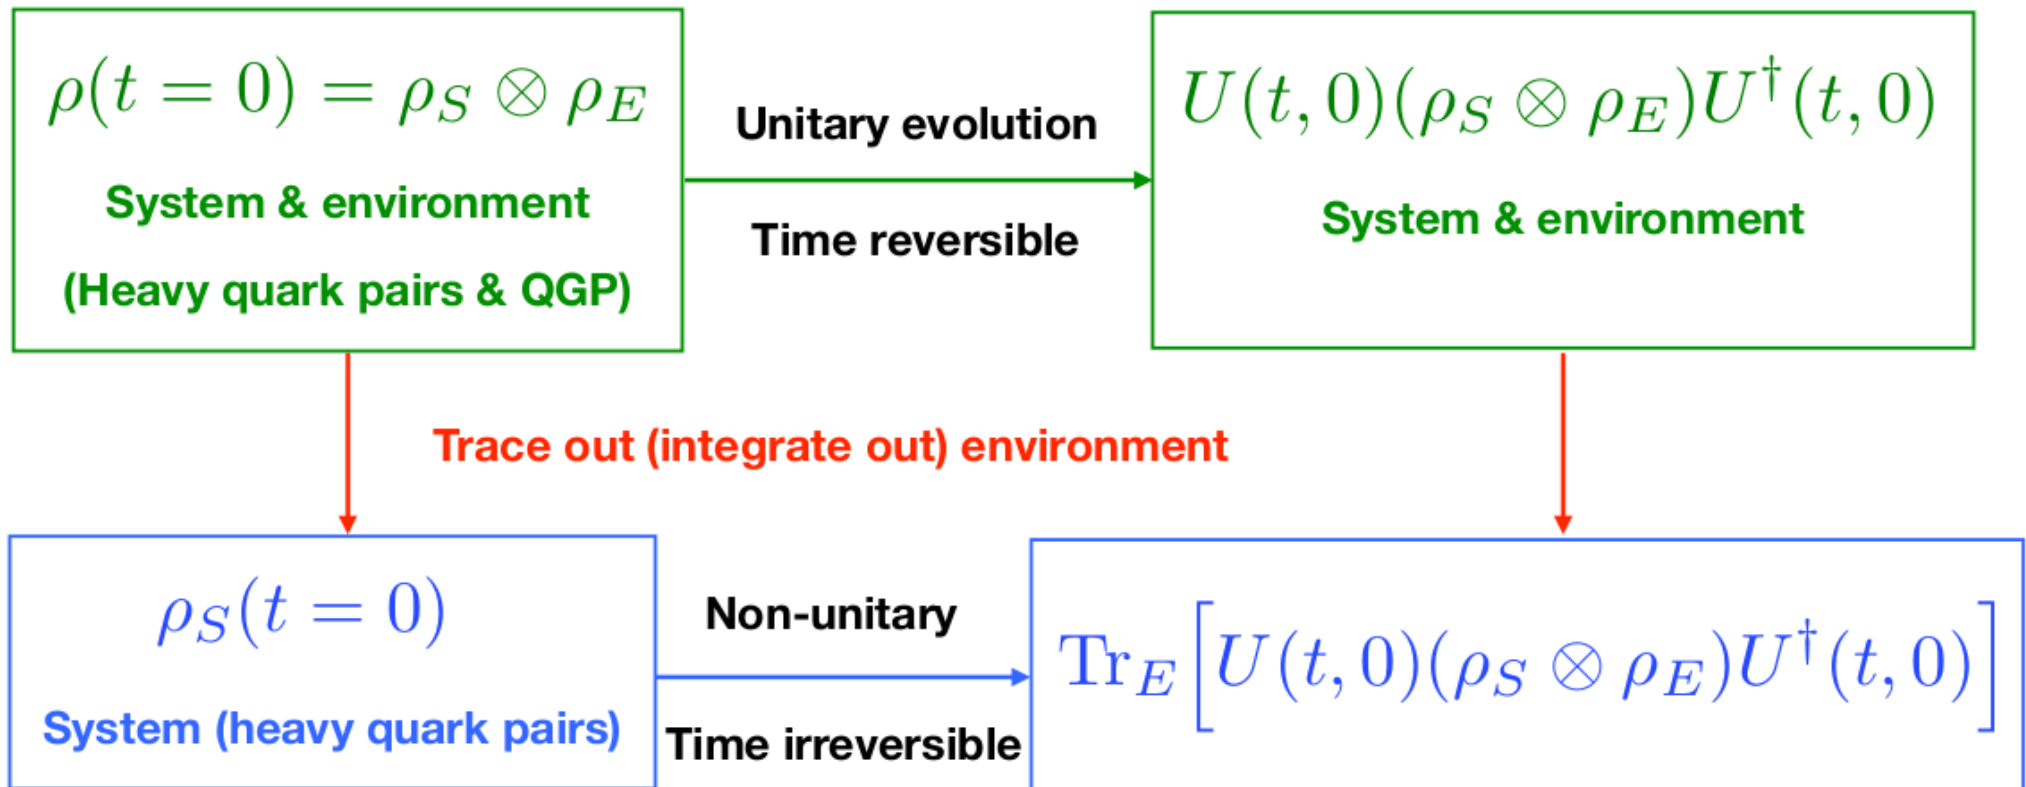 ρ(t = 0) = ρ_S ⊗ ρ_E
System & environment
(Heavy quark pairs & QGP)
Unitary evolution
Time reversible
U(t, 0)(ρ_S ⊗ ρ_E)U†(t, 0)
System & environment
Trace out (integrate out) environment
ρ_S(t = 0)
System (heavy quark pairs)
Non-unitary
Time irreversible
Tr_E[U(t, 0)(ρ_S ⊗ ρ_E)U†(t, 0)]